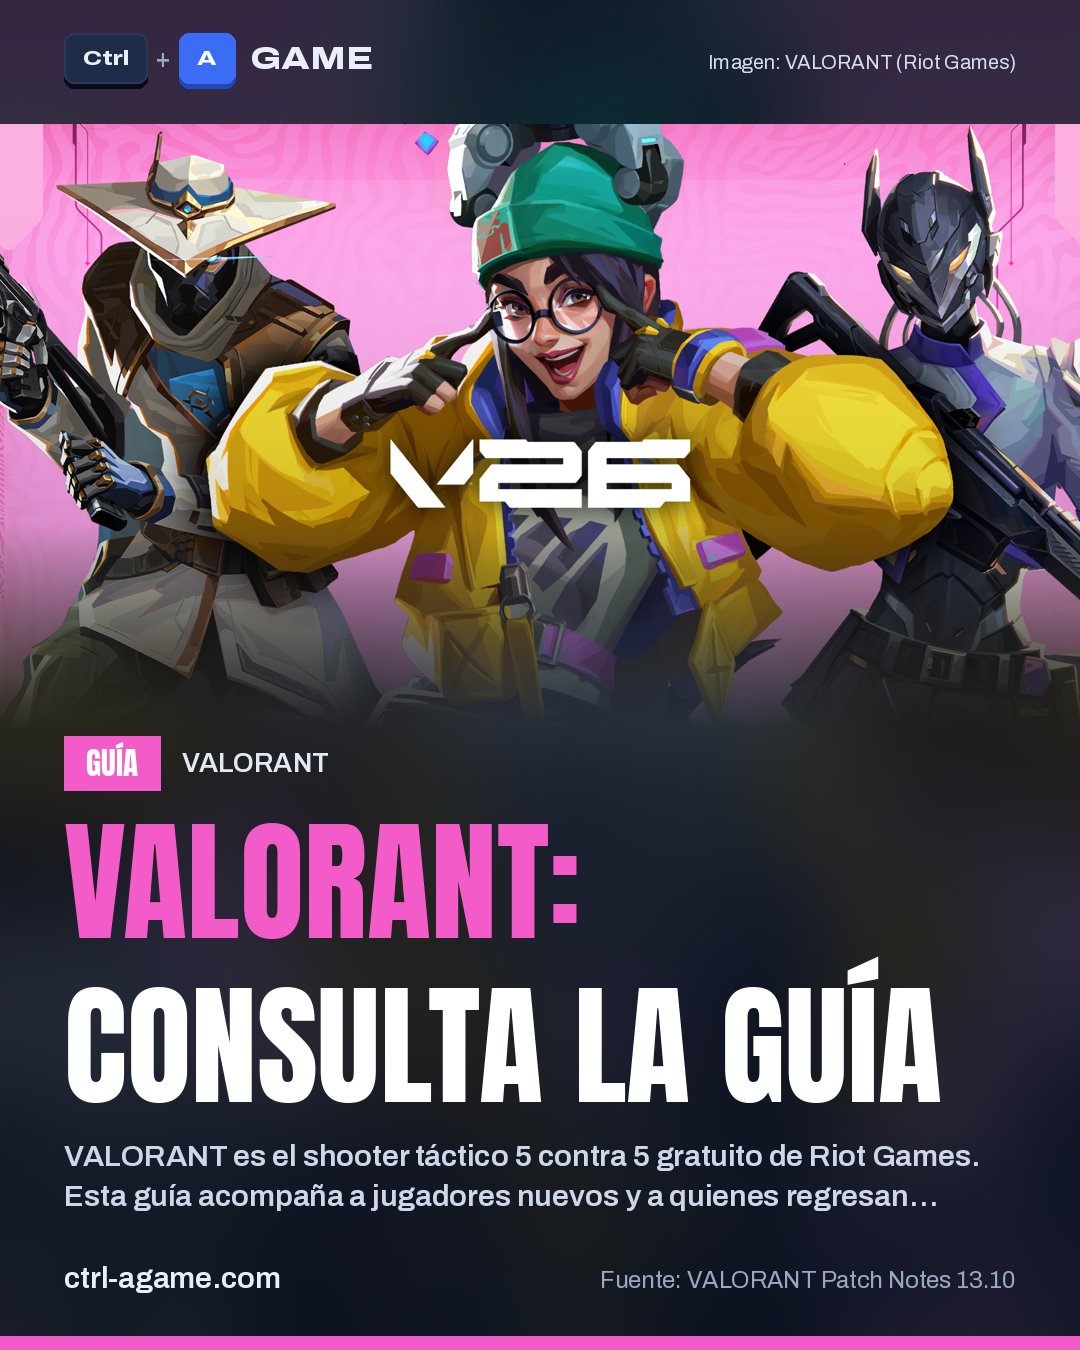 Ctrl + A GAME
Imagen: VALORANT (Riot Games)
V26
GUÍA VALORANT
VALORANT:
CONSULTA LA GUÍA
VALORANT es el shooter táctico 5 contra 5 gratuito de Riot Games.
Esta guía acompaña a jugadores nuevos y a quienes regresan...
ctrl-agame.com
Fuente: VALORANT Patch Notes 13.10